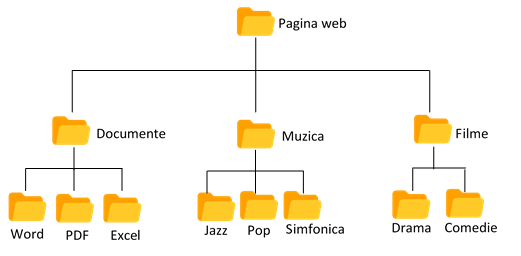 Pagina web
Documente
Muzica
Filme
Word
PDF
Excel
Jazz
Pop
Simfonica
Drama
Comedie